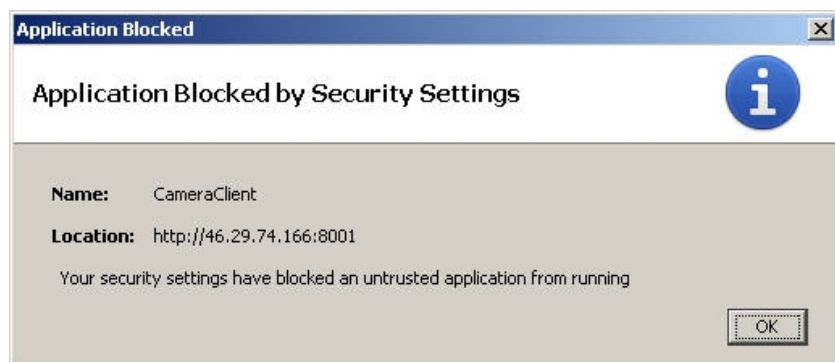 Application Blocked
Application Blocked by Security Settings
Name: CameraClient
Location: http://46.29.74.166:8001
Your security settings have blocked an untrusted application from running
OK